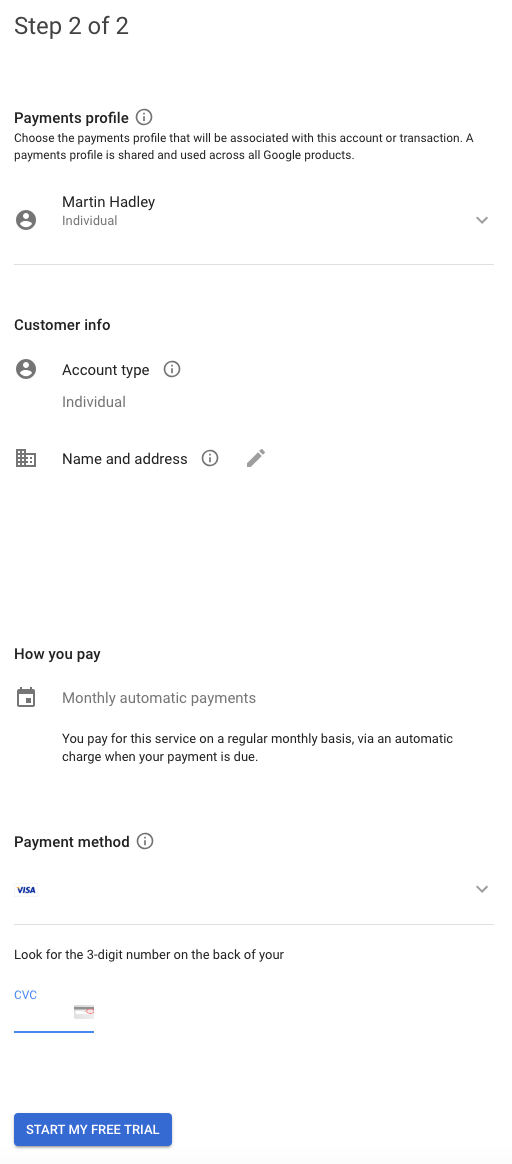 Step 2 of 2
Payments profile
Choose the payments profile that will be associated with this account or transaction. A
payments profile is shared and used across all Google products.
Martin Hadley
Individual
Customer info
Account type
Individual
Name and address
How you pay
Monthly automatic payments
You pay for this service on a regular monthly basis, via an automatic
charge when your payment is due.
Payment method
VISA
Look for the 3-digit number on the back of your
CVC
START MY FREE TRIAL